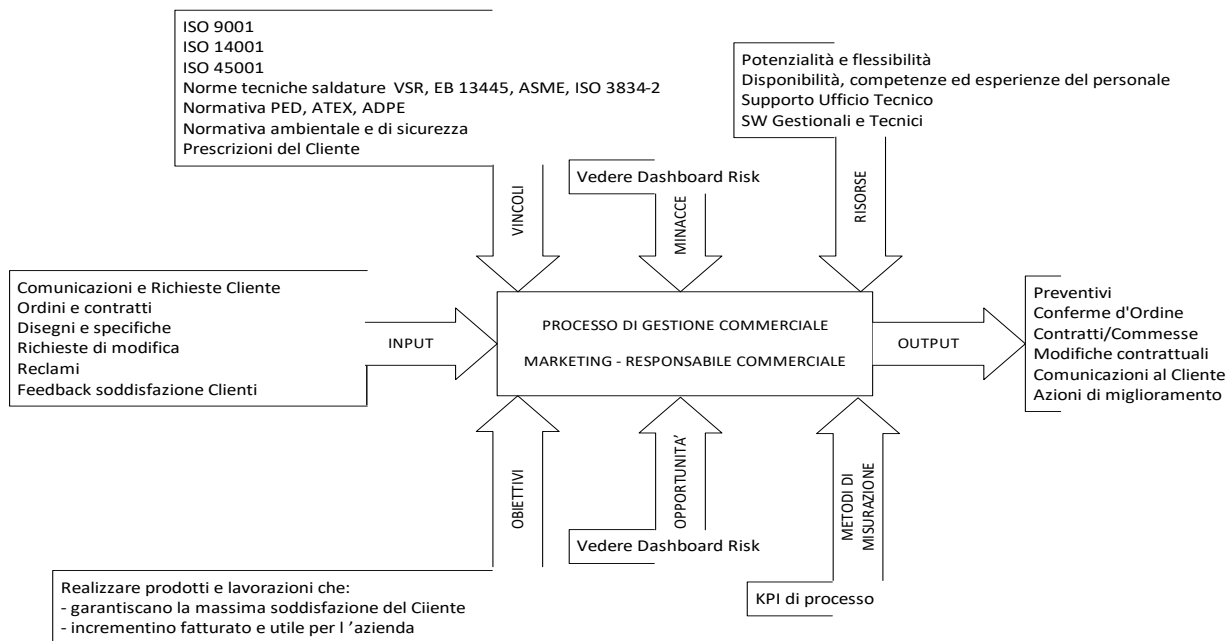 ISO 9001
ISO 14001
ISO 45001
Norme tecniche saldature VSR, EB 13445, ASME, ISO 3834-2
Normativa PED, ATEX, ADPE
Normativa ambientale e di sicurezza
Prescrizioni del Cliente
VINCOLI
Vedere Dashboard Risk
MINACCE
Potenzialità e flessibilità
Disponibilità, competenze ed esperienze del personale
Supporto Ufficio Tecnico
SW Gestionali e Tecnici
RISORSE
Comunicazioni e Richieste Cliente
Ordini e contratti
Disegni e specifiche
Richieste di modifica
Reclami
Feedback soddisfazione Clienti
INPUT
PROCESSO DI GESTIONE COMMERCIALE
MARKETING - RESPONSABILE COMMERCIALE
OUTPUT
Preventivi
Conferme d'Ordine
Contratti/Commesse
Modifiche contrattuali
Comunicazioni al Cliente
Azioni di miglioramento
OBIETTIVI
Realizzare prodotti e lavorazioni che:
- garantiscano la massima soddisfazione del Ciiente
- incrementino fatturato e utile per l 'azienda
OPPORTUNITA'
Vedere Dashboard Risk
METODI DI
MISURAZIONE
KPI di processo